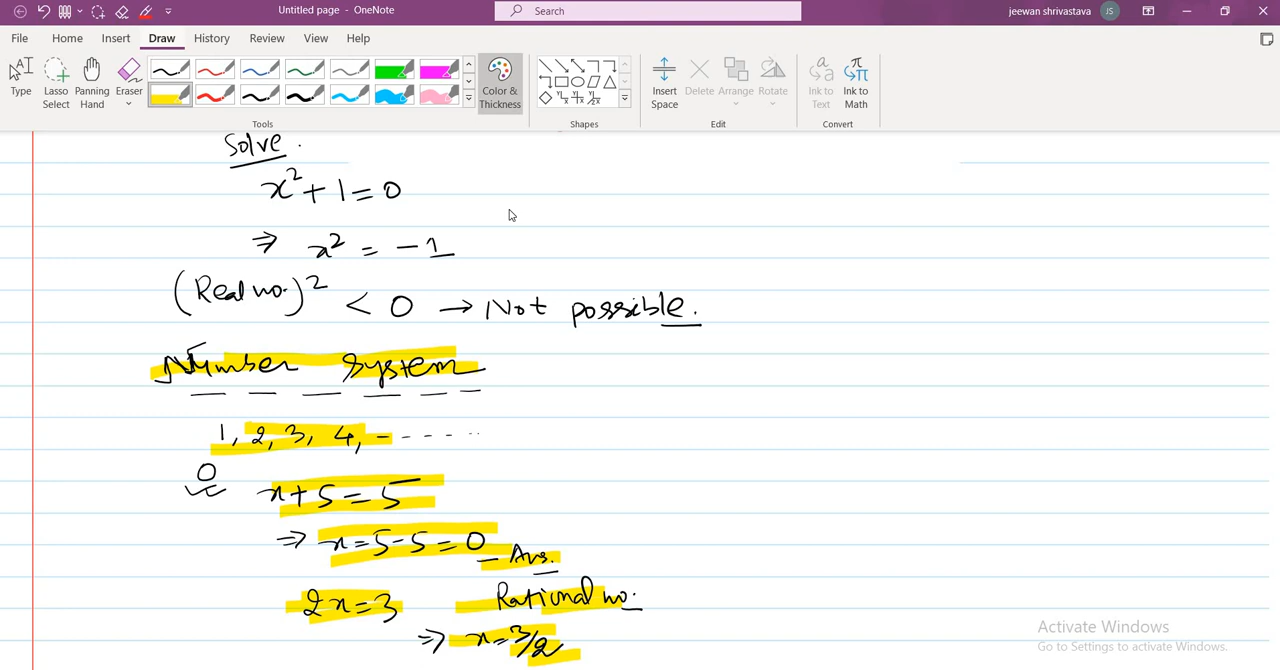 Untitled page - OneNote
Search
jeewan shrivastava JS
File Home Insert Draw History Review View Help
Type Lasso Select Panning Hand Eraser Color & Thickness Insert Space Delete Arrange Rotate Ink to Text Ink to Math
Tools Shapes Edit Convert
Solve.
x² + 1 = 0
⇒ x² = -1
(Real no.)² < 0 → Not posssible.
Number System
1, 2, 3, 4, - - - - - -
0
x + 5 = 5
⇒ x = 5 - 5 = 0 Ans.
2x = 3 Rational no.
⇒ x = 3/2
Activate Windows
Go to Settings to activate Windows.